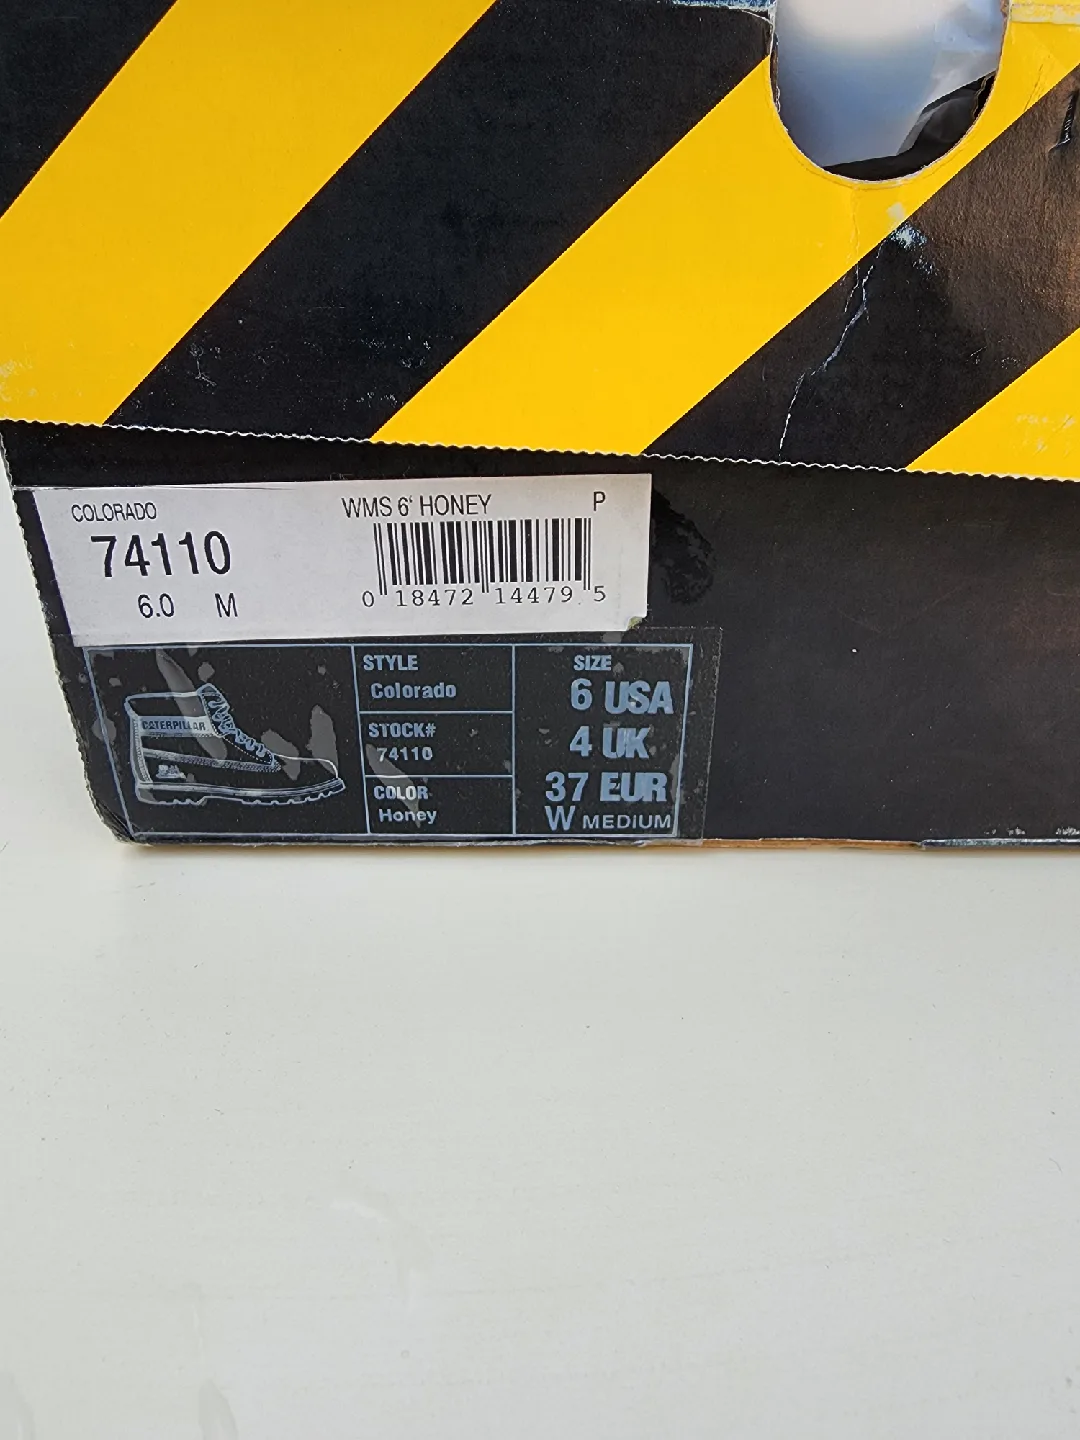 COLORADO WMS 6' HONEY P
74110
6.0 M
0 18472 14479 5
CATERPILLAR
STYLE
Colorado
STOCK#
74110
COLOR
Honey
SIZE
6 USA
4 UK
37 EUR
W MEDIUM